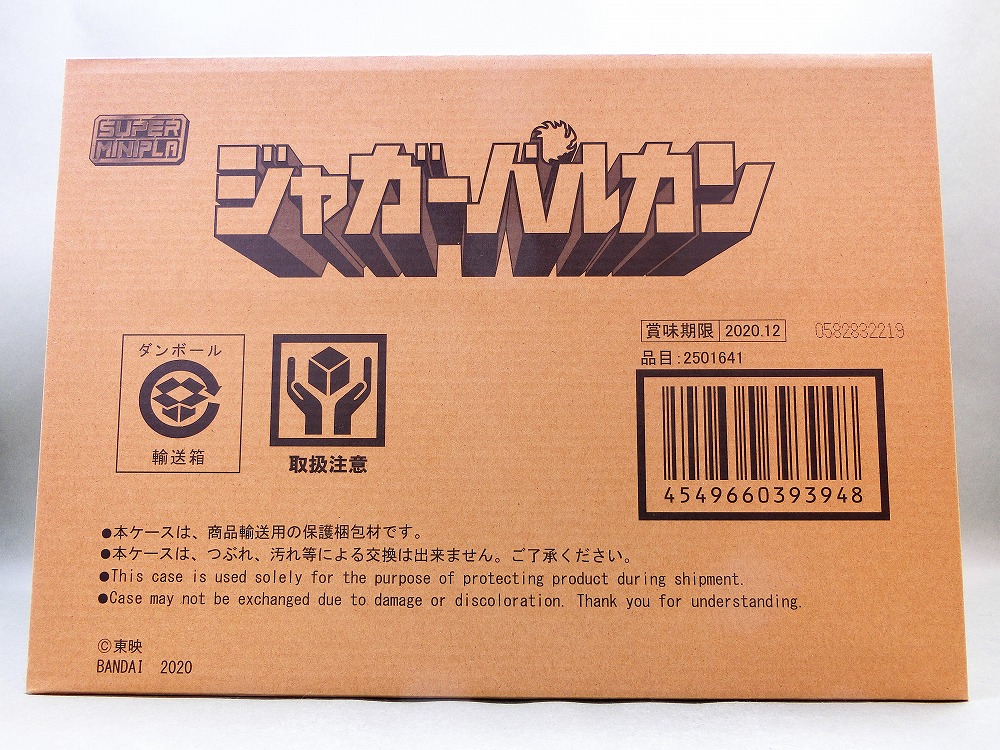 SUPER
MINIPLA
ジャガーバルカン
賞味期限 2020.12 0582832219
品目:2501641
ダンボール
輸送箱
取扱注意
4549660393948
●本ケースは、商品輸送用の保護梱包材です。
●本ケースは、つぶれ、汚れ等による交換は出来ません。ご了承ください。
●This case is used solely for the purpose of protecting product during shipment.
●Case may not be exchanged due to damage or discoloration. Thank you for understanding.
©東映
BANDAI 2020